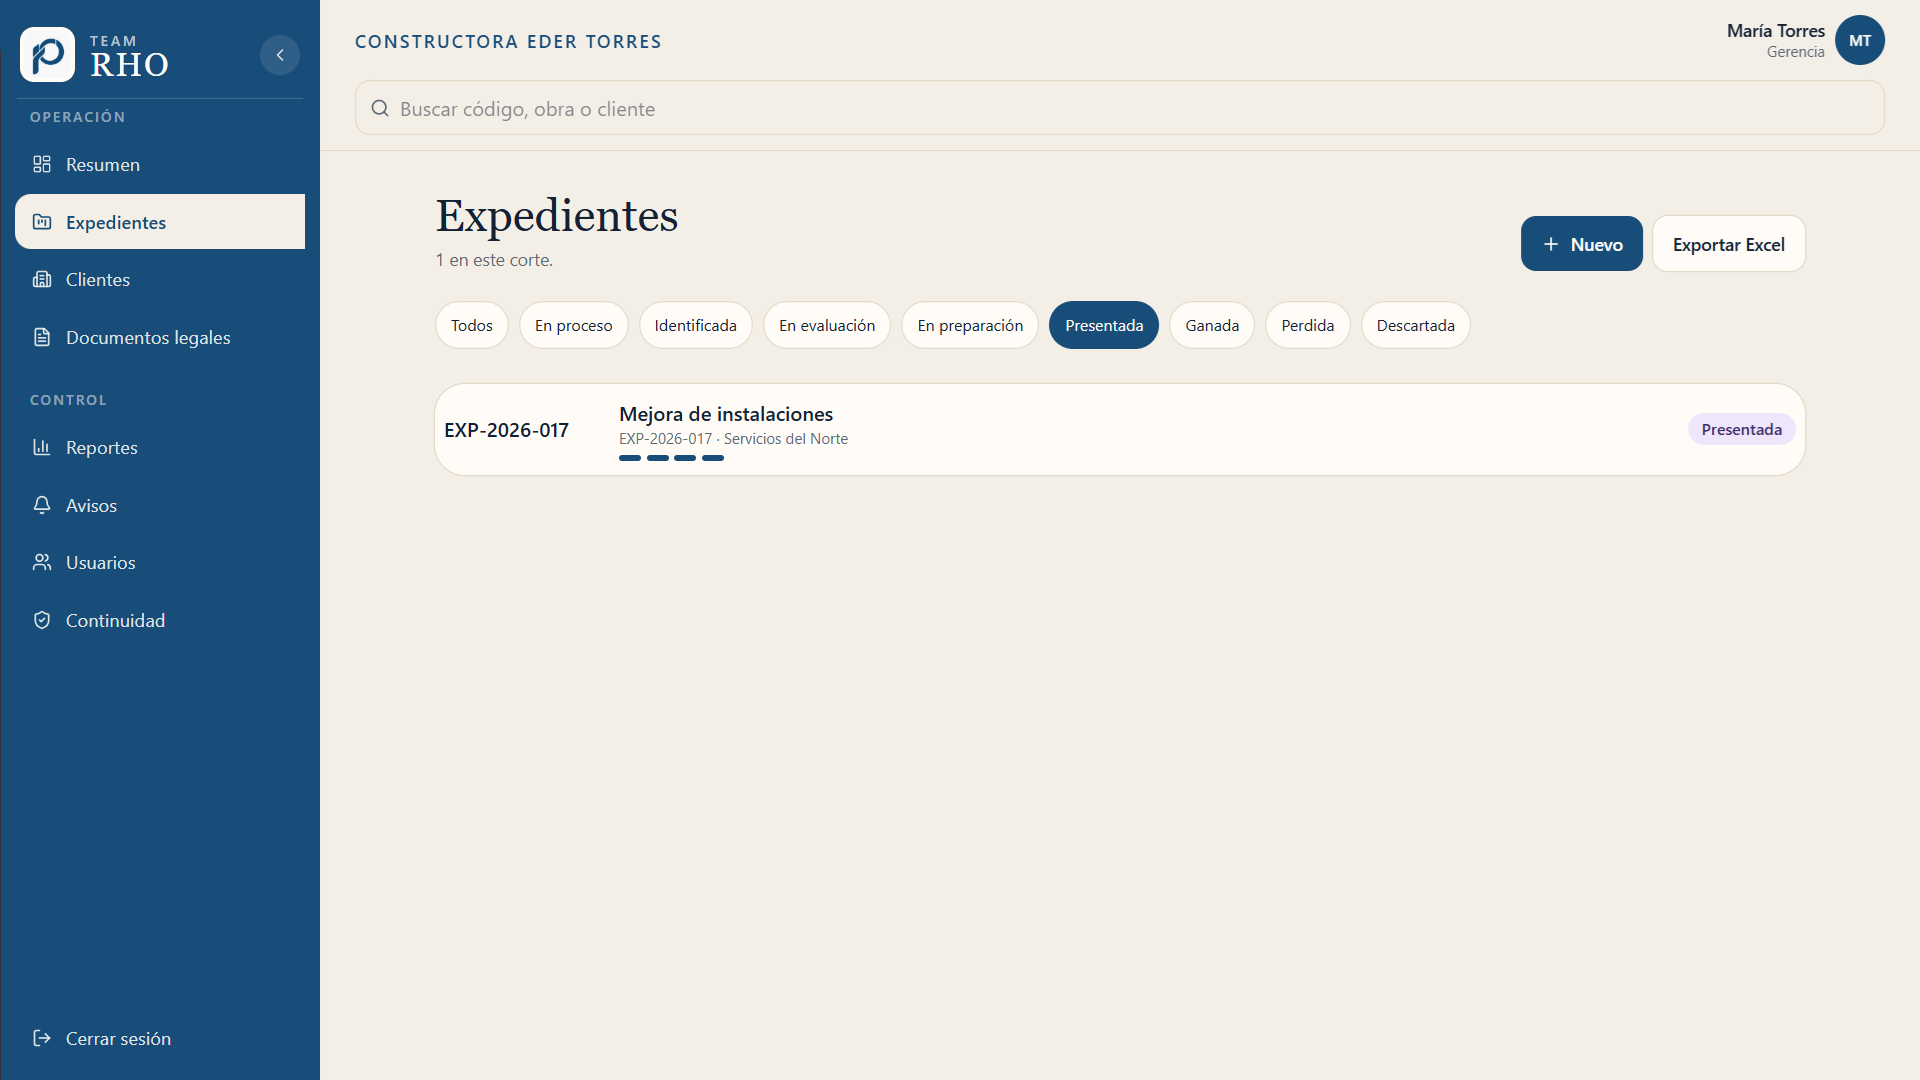 TEAM
RHO
OPERACIÓN
Resumen
Expedientes
Clientes
Documentos legales
CONTROL
Reportes
Avisos
Usuarios
Continuidad
Cerrar sesión
CONSTRUCTORA EDER TORRES
María Torres
Gerencia
MT
Buscar código, obra o cliente
Expedientes
1 en este corte.
Nuevo
Exportar Excel
Todos
En proceso
Identificada
En evaluación
En preparación
Presentada
Ganada
Perdida
Descartada
EXP-2026-017
Mejora de instalaciones
EXP-2026-017 · Servicios del Norte
Presentada